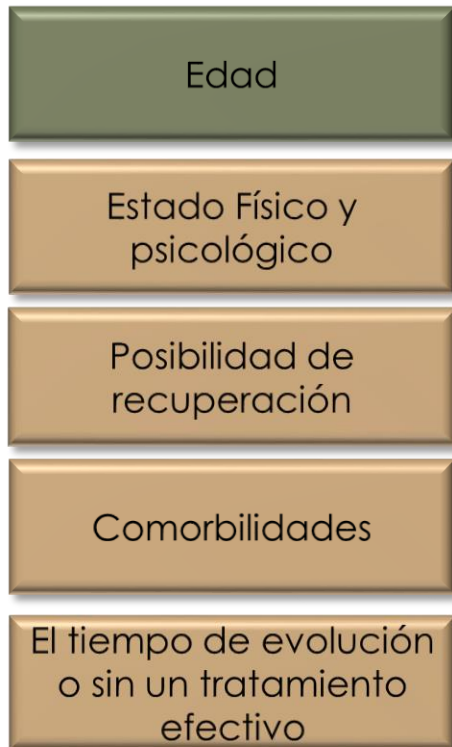 Edad
Estado Físico y
psicológico
Posibilidad de
recuperación
Comorbilidades
El tiempo de evolución
o sin un tratamiento
efectivo